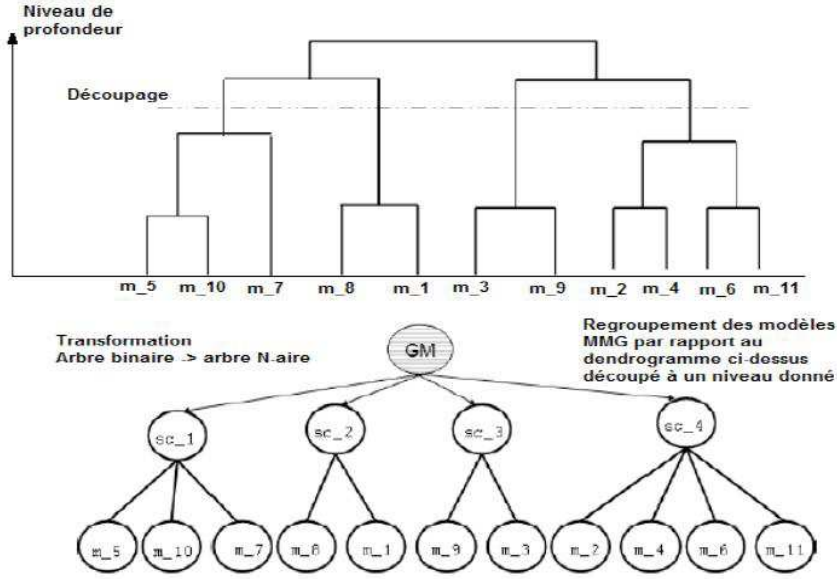 Niveau de
profondeur
Découpage
m_5 m_10 m_7 m_8 m_1 m_3 m_9 m_2 m_4 m_6 m_11
Transformation
Arbre binaire -> arbre N-aire
GM
Regroupement des modèles
MMG par rapport au
dendrogramme ci-dessus
découpé à un niveau donné
sc_1 sc_2 sc_3 sc_4
m_5 m_10 m_7 m_8 m_1 m_9 m_3 m_2 m_4 m_6 m_11